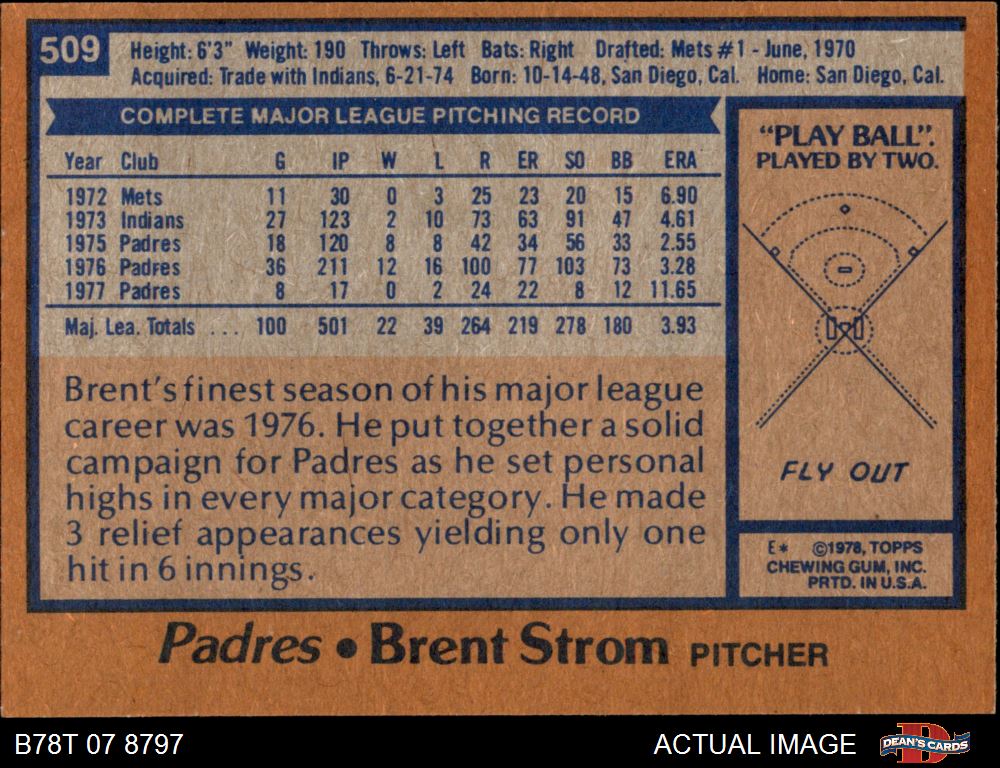 509
Height: 6'3" Weight: 190 Throws: Left Bats: Right Drafted: Mets #1 - June, 1970
Acquired: Trade with Indians, 6-21-74 Born: 10-14-48, San Diego, Cal. Home: San Diego, Cal.
COMPLETE MAJOR LEAGUE PITCHING RECORD
Year Club G IP W L R ER SO BB ERA
1972 Mets 11 30 0 3 25 23 20 15 6.90
1973 Indians 27 123 2 10 73 63 91 47 4.61
1975 Padres 18 120 8 8 42 34 56 33 2.55
1976 Padres 36 211 12 16 100 77 103 73 3.28
1977 Padres 8 17 0 2 24 22 8 12 11.65
Maj. Lea. Totals ... 100 501 22 39 264 219 278 180 3.93
Brent's finest season of his major league
career was 1976. He put together a solid
campaign for Padres as he set personal
highs in every major category. He made
3 relief appearances yielding only one
hit in 6 innings.
"PLAY BALL".
PLAYED BY TWO.
FLY OUT
E* ©1978, TOPPS
CHEWING GUM, INC.
PRTD. IN U.S.A.
Padres • Brent Strom PITCHER
B78T 07 8797
ACTUAL IMAGE
DEAN'S CARDS